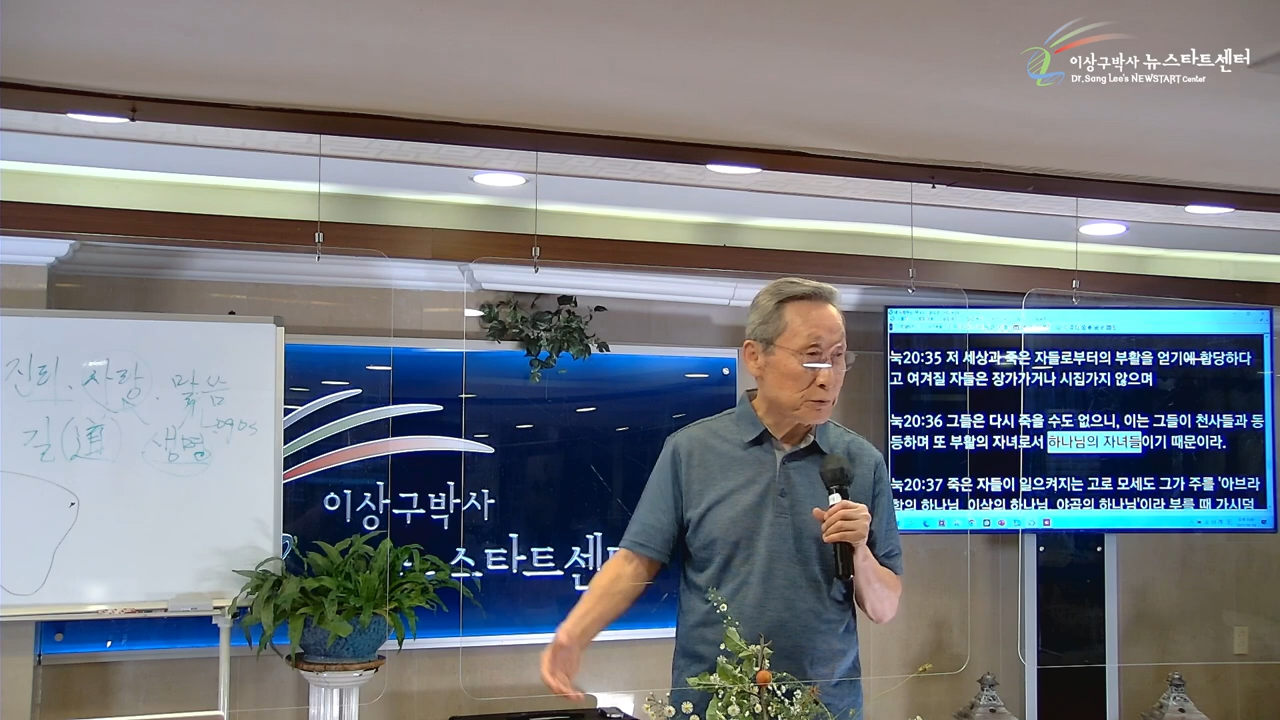 이상구박사 뉴스타트센터
Dr. Sang Lee's NEWSTART Center
진리. 사랑. 말씀
logos
길(道) 생명
이상구박사
뉴스타트센터
눅20:35 저 세상과 죽은 자들로부터의 부활을 얻기에 합당하다
고 여겨질 자들은 장가가거나 시집가지 않으며
눅20:36 그들은 다시 죽을 수도 없으니, 이는 그들이 천사들과 동
등하며 또 부활의 자녀로서 하나님의 자녀들이기 때문이라.
눅20:37 죽은 자들이 일으켜지는 고로 모세도 그가 주를 '아브라
함의 하나님, 이삭의 하나님, 야곱의 하나님'이라 부를 때 가시덤